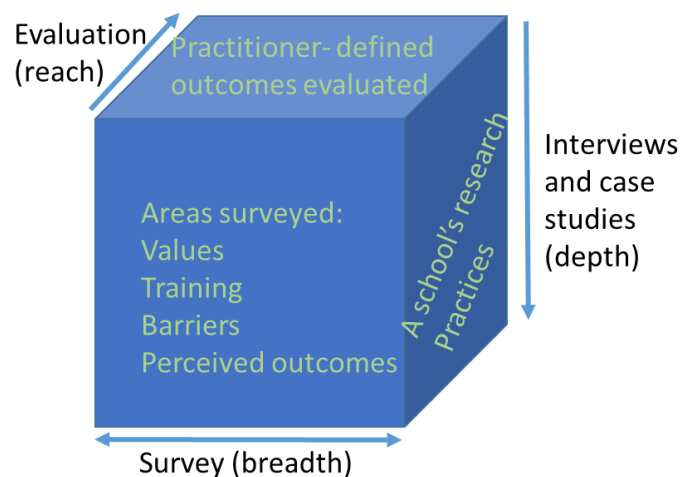 Evaluation
(reach)
Practitioner- defined
outcomes evaluated
Areas surveyed:
Values
Training
Barriers
Perceived outcomes
A school's research
Practices
Interviews
and case
studies
(depth)
Survey (breadth)